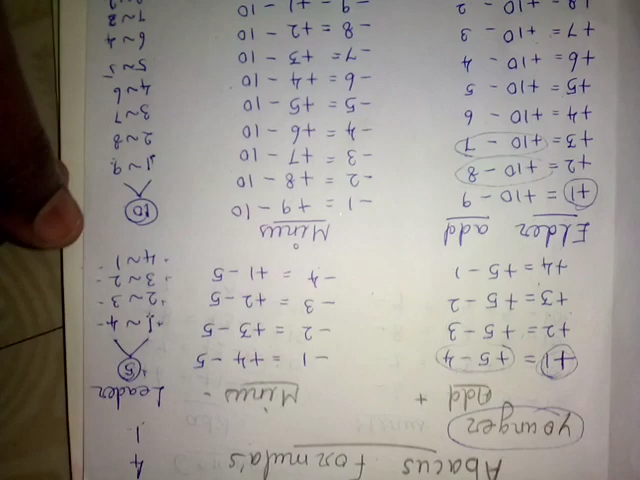 Abacus Formula's 4
younger 1
Add + Minus - Leader
+1 = +5 -4 -1 = +4 -5 5
+2 = +5 -3 -2 = +3 -5 1 ~ 4
+3 = +5 -2 -3 = +2 -5 2 ~ 3
+4 = +5 -1 -4 = +1 -5 3 ~ 2
4 ~ 1
Elder add Minus
+1 = +10 - 9 -1 = +9 - 10 10
+2 = +10 - 8 -2 = +8 - 10 1 ~ 9
+3 = +10 - 7 -3 = +7 - 10 2 ~ 8
+4 = +10 - 6 -4 = +6 - 10 3 ~ 7
+5 = +10 - 5 -5 = +5 - 10 4 ~ 6
+6 = +10 - 4 -6 = +4 - 10 5 ~ 5
+7 = +10 - 3 -7 = +3 - 10 6 ~ 4
+8 = +10 - 2 -8 = +2 - 10 7 ~ 3
-9 = +1 - 10